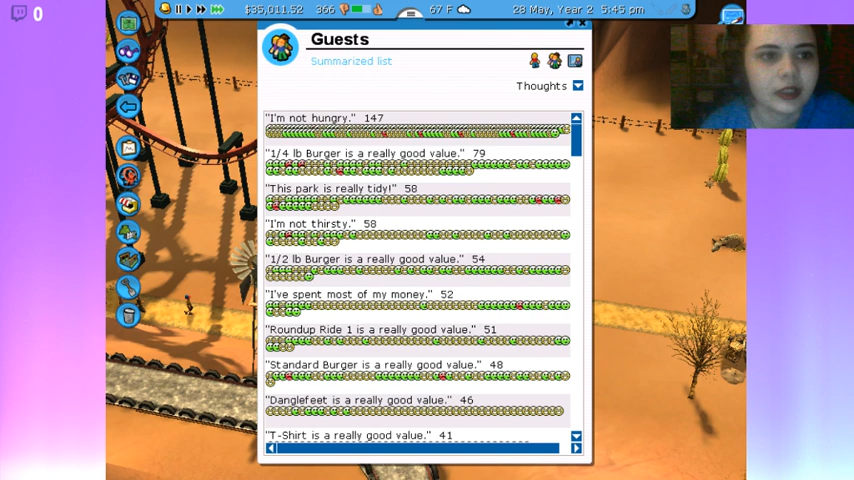 0
$35,011.52 366 67 F 28 May, Year 2 5:45 pm
Guests
Summarized list
Thoughts
"I'm not hungry." 147
"1/4 lb Burger is a really good value." 79
"This park is really tidy!" 58
"I'm not thirsty." 58
"1/2 lb Burger is a really good value." 54
"I've spent most of my money." 52
"Roundup Ride 1 is a really good value." 51
"Standard Burger is a really good value." 48
"Danglefeet is a really good value." 46
"T-Shirt is a really good value." 41